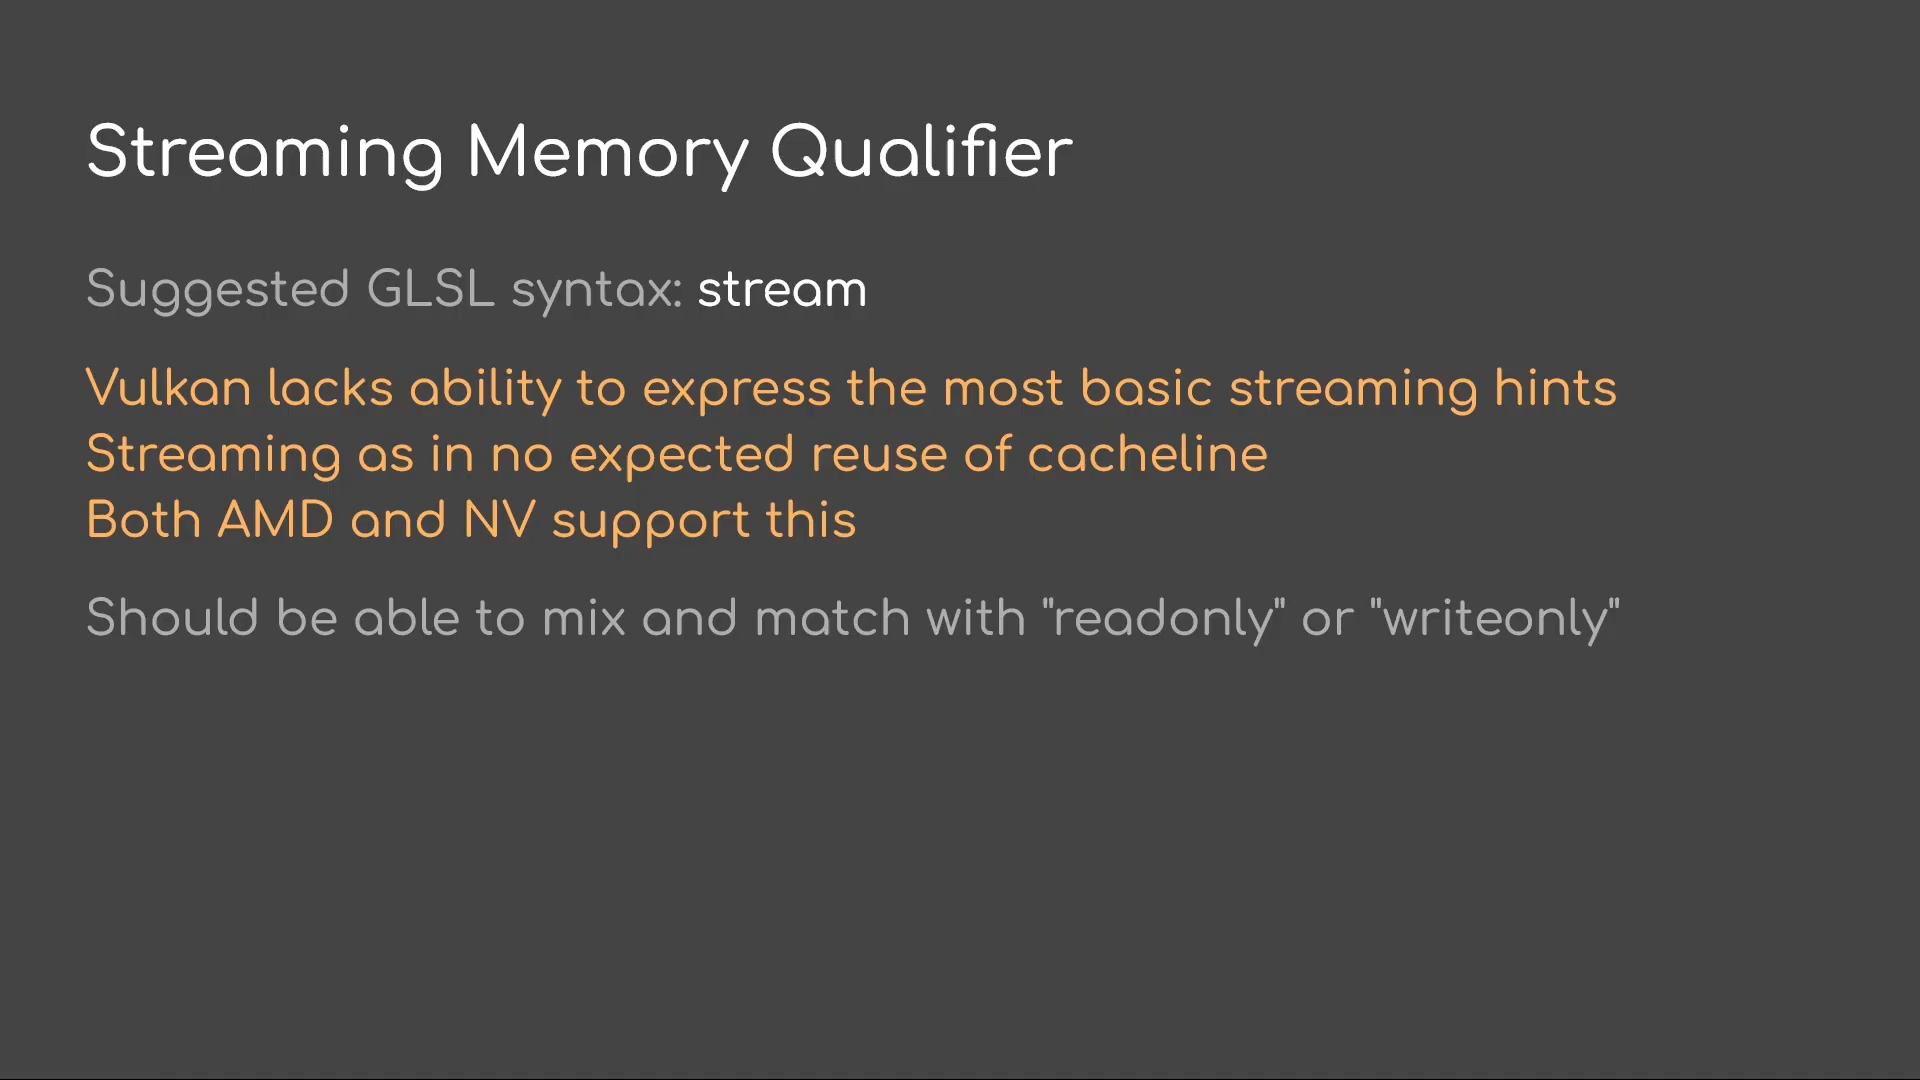 Streaming Memory Qualifier
Suggested GLSL syntax: stream
Vulkan lacks ability to express the most basic streaming hints
Streaming as in no expected reuse of cacheline
Both AMD and NV support this
Should be able to mix and match with "readonly" or "writeonly"